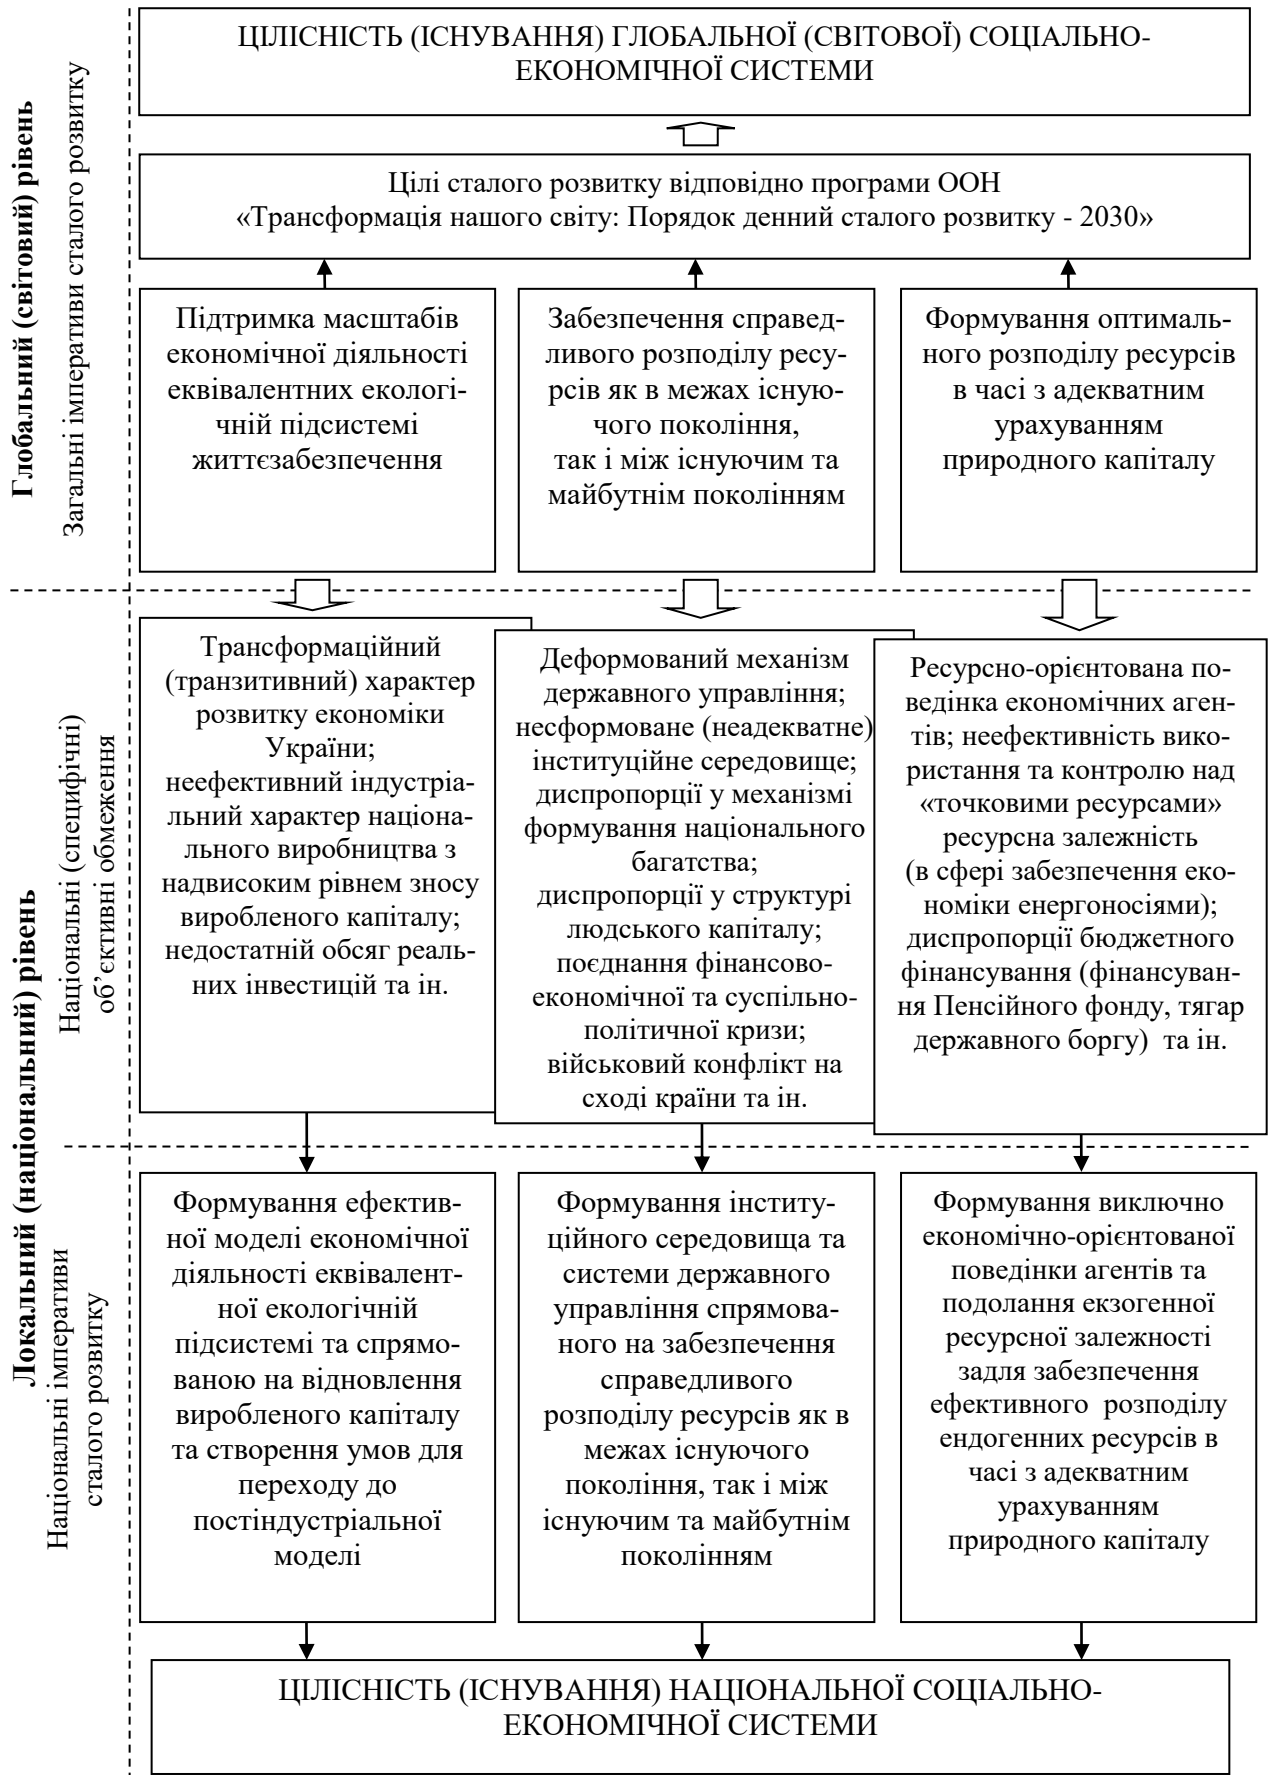 ЦІЛІСНІСТЬ (ІСНУВАННЯ) ГЛОБАЛЬНОЇ (СВІТОВОЇ) СОЦІАЛЬНО-
ЕКОНОМІЧНОЇ СИСТЕМИ
Глобальний (світовий) рівень
Загальні імперативи сталого розвитку
Цілі сталого розвитку відповідно програми ООН
«Трансформація нашого світу: Порядок денний сталого розвитку - 2030»
Підтримка масштабів
економічної діяльності
еквівалентних екологі-
чній підсистемі
життєзабезпечення
Забезпечення справед-
ливого розподілу ресу-
рсів як в межах існую-
чого покоління,
так і між існуючим та
майбутнім поколінням
Формування оптималь-
ного розподілу ресурсів
в часі з адекватним
урахуванням
природного капіталу
Локальний (національний) рівень
Національні (специфічні)
об’єктивні обмеження
Трансформаційний
(транзитивний) характер
розвитку економіки
України;
неефективний індустрі-
альний характер націона-
льного виробництва з
надвисоким рівнем зносу
виробленого капіталу;
недостатній обсяг реаль-
них інвестицій та ін.
Деформований механізм
державного управління;
несформоване (неадекватне)
інституційне середовище;
диспропорції у механізмі
формування національного
багатства;
диспропорції у структурі
людського капіталу;
поєднання фінансово-
економічної та суспільно-
політичної кризи;
військовий конфлікт на
сході країни та ін.
Ресурсно-орієнтована по-
ведінка економічних аген-
тів; неефективність вико-
ристання та контролю над
«точковими ресурсами»
ресурсна залежність
(в сфері забезпечення еко-
номіки енергоносіями);
диспропорції бюджетного
фінансування (фінансуван-
ня Пенсійного фонду, тягар
державного боргу) та ін.
Національні імперативи
сталого розвитку
Формування ефектив-
ної моделі економічної
діяльності еквівалент-
ної екологічній
підсистемі та спрямо-
ваною на відновлення
виробленого капіталу
та створення умов для
переходу до
постіндустріальної
моделі
Формування інститу-
ційного середовища та
системи державного
управління спрямова-
ного на забезпечення
справедливого
розподілу ресурсів як в
межах існуючого
покоління, так і між
існуючим та майбутнім
поколінням
Формування виключно
економічно-орієнтованої
поведінки агентів та
подолання екзогенної
ресурсної залежності
задля забезпечення
ефективного розподілу
ендогенних ресурсів в
часі з адекватним
урахуванням
природного капіталу
ЦІЛІСНІСТЬ (ІСНУВАННЯ) НАЦІОНАЛЬНОЇ СОЦІАЛЬНО-
ЕКОНОМІЧНОЇ СИСТЕМИ